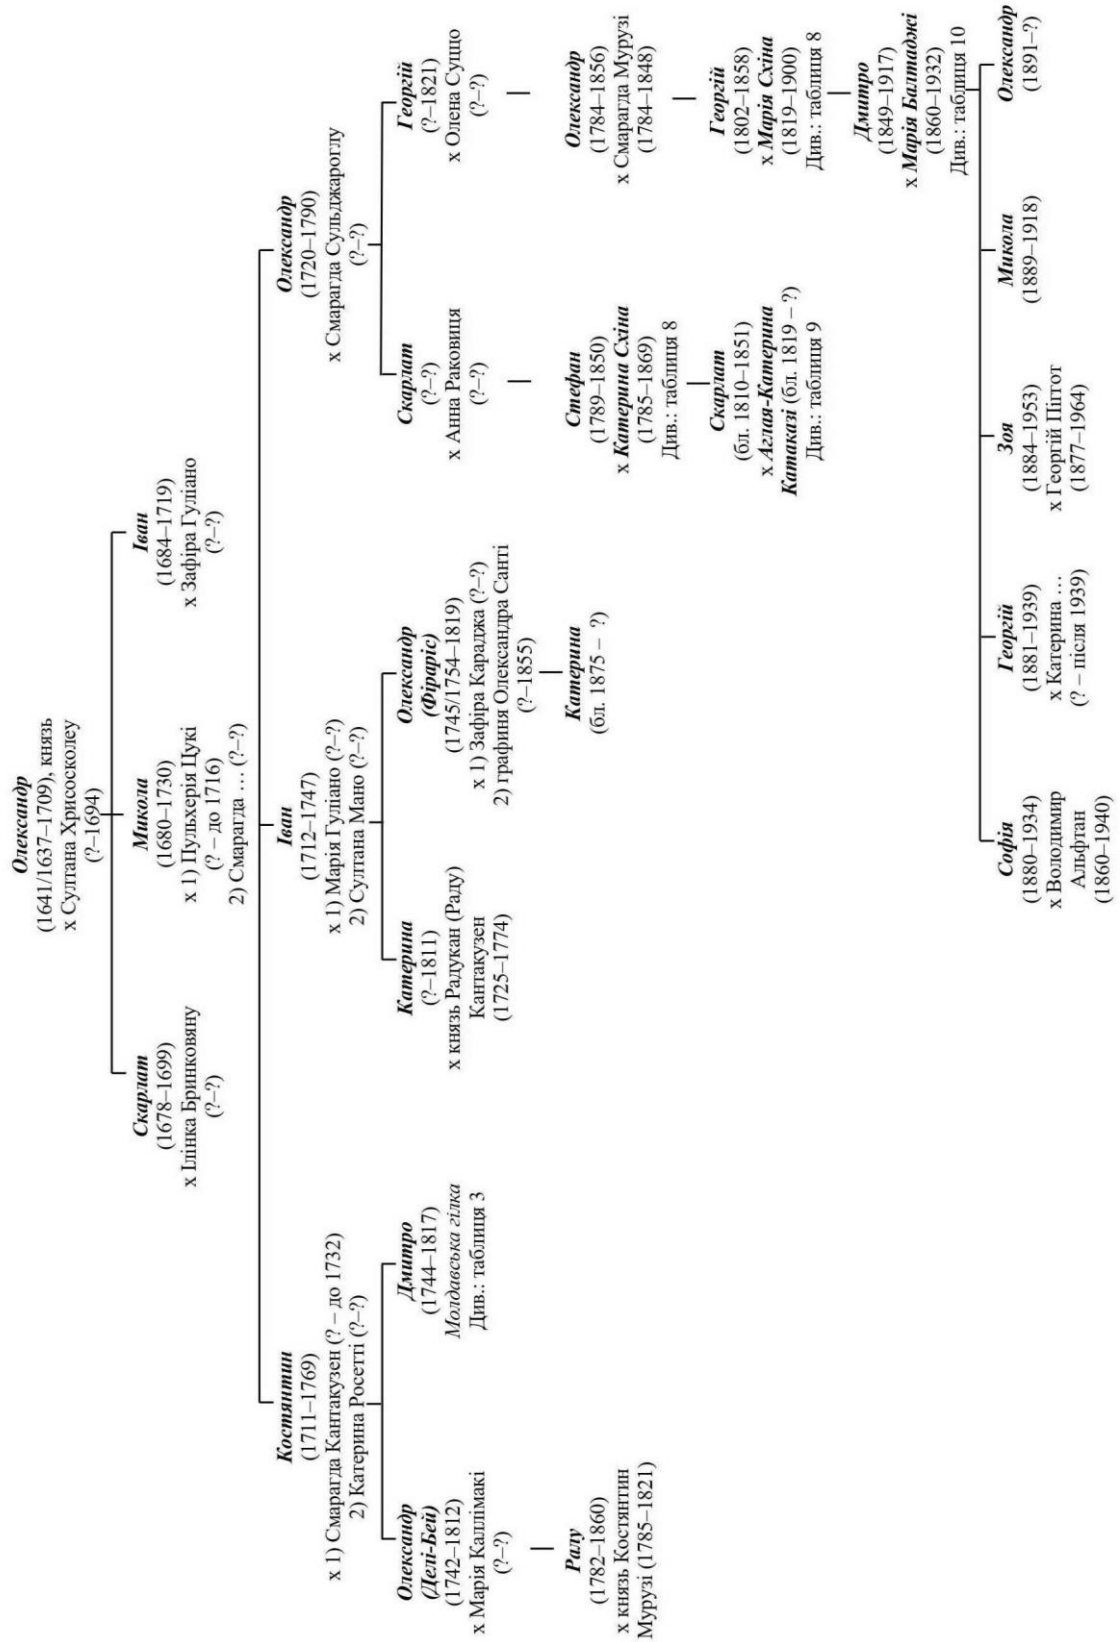 Олександр
(1641/1637–1709), князь
х Султана Хрисосколеу
(?–1694)
Скарлат
(1678–1699)
х Ілінка Бринковяну
(?–?)
Микола
(1680–1730)
х 1) Пульхерія Цукі
(? – до 1716)
2) Смарагда … (?–?)
Іван
(1684–1719)
х Зафіра Гуліано
(?–?)
Костянтин
(1711–1769)
х 1) Смарагда Кантакузен (? – до 1732)
2) Катерина Росетті (?–?)
Іван
(1712–1747)
х 1) Марія Гуліано (?–?)
2) Султана Мано (?–?)
Олександр
(1720–1790)
х Смарагда Сульджароглу
(?–?)
Олександр
(Делі-Бей)
(1742–1812)
х Марія Каллімакі
(?–?)
Дмитро
(1744–1817)
Молдавська гілка
Див.: таблиця 3
Катерина
(?–1811)
х князь Радукан (Раду)
Кантакузен
(1725–1774)
Олександр
(Фіраріс)
(1745/1754–1819)
х 1) Зафіра Караджа (?–?)
2) графиня Олександра Санті
(?–1855)
Скарлат
(?–?)
х Анна Раковиця
(?–?)
Георгій
(?–1821)
х Олена Суццо
(?–?)
Ралу
(1782–1860)
х князь Костянтин
Мурузі (1785–1821)
Катерина
(бл. 1875 – ?)
Стефан
(1789–1850)
х Катерина Схіна
(1785–1869)
Див.: таблиця 8
Олександр
(1784–1856)
х Смарагда Мурузі
(1784–1848)
Скарлат
(бл. 1810–1851)
х Аглая-Катерина
Катаказі (бл. 1819 – ?)
Див.: таблиця 9
Георгій
(1802–1858)
х Марія Схіна
(1819–1900)
Див.: таблиця 8
Дмитро
(1849–1917)
х Марія Балтаджі
(1860–1932)
Див.: таблиця 10
Софія
(1880–1934)
х Володимир
Альфтан
(1860–1940)
Георгій
(1881–1939)
х Катерина …
(? – після 1939)
Зоя
(1884–1953)
х Георгій Піґтот
(1877–1964)
Микола
(1889–1918)
Олександр
(1891–?)